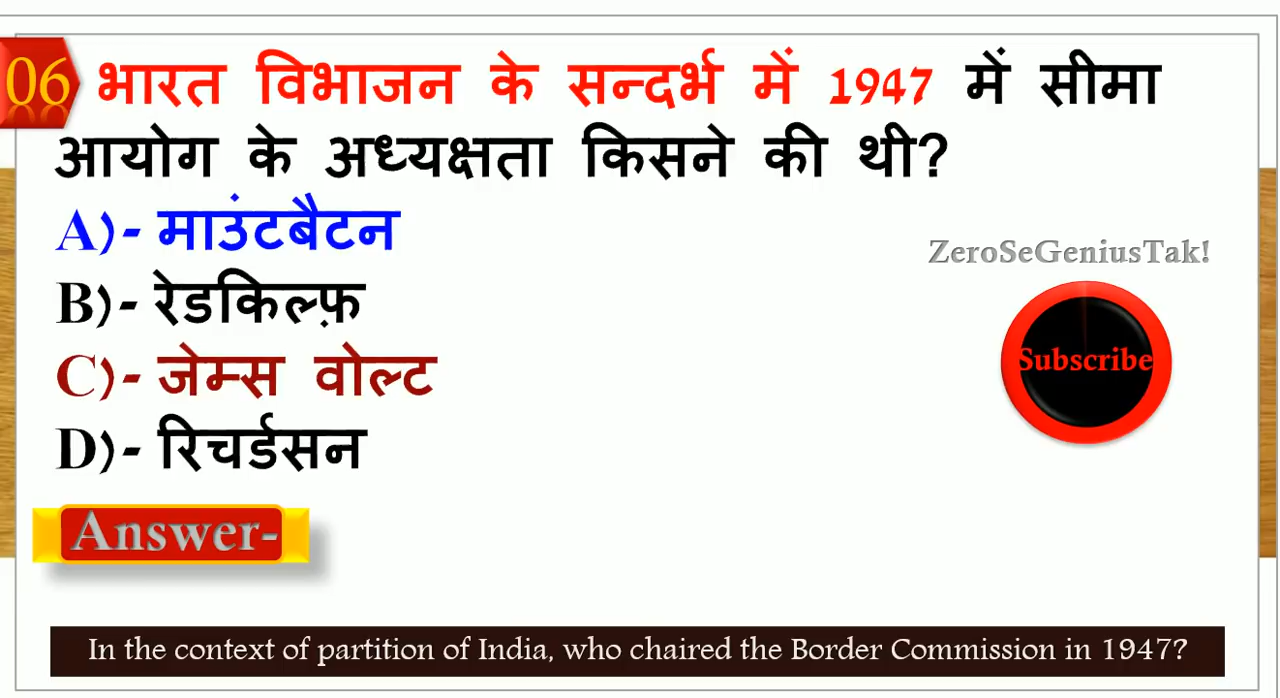 06 भारत विभाजन के सन्दर्भ में 1947 में सीमा
आयोग के अध्यक्षता किसने की थी?
A)- माउंटबैटन
B)- रेडकिल्फ़
C)- जेम्स वोल्ट
D)- रिचर्डसन
ZeroSeGeniusTak!
Subscribe
Answer-
In the context of partition of India, who chaired the Border Commission in 1947?